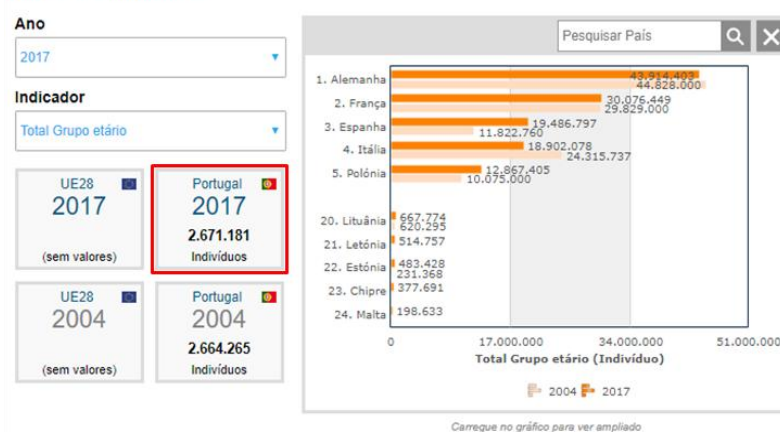 Ano
2017
Indicador
Total Grupo etário
UE28
2017
(sem valores)
Portugal
2017
2.671.181
Indivíduos
UE28
2004
(sem valores)
Portugal
2004
2.664.265
Indivíduos
Pesquisar País
1. Alemanha 43.914.403
44.828.000
2. França 30.076.449
29.829.000
3. Espanha 19.486.797
11.822.760
4. Itália 18.902.078
24.315.737
5. Polónia 12.867.405
10.075.000
20. Lituânia 667.774
620.295
21. Letónia 514.757
22. Estónia 483.428
231.368
23. Chipre 377.691
24. Malta 198.633
0 17.000.000 34.000.000 51.000.000
Total Grupo etário (Indivíduo)
2004 2017
Carregue no gráfico para ver ampliado